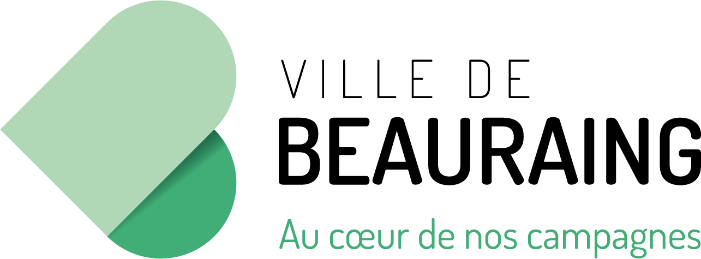 VILLE DE
BEAURAING
Au cœur de nos campagnes